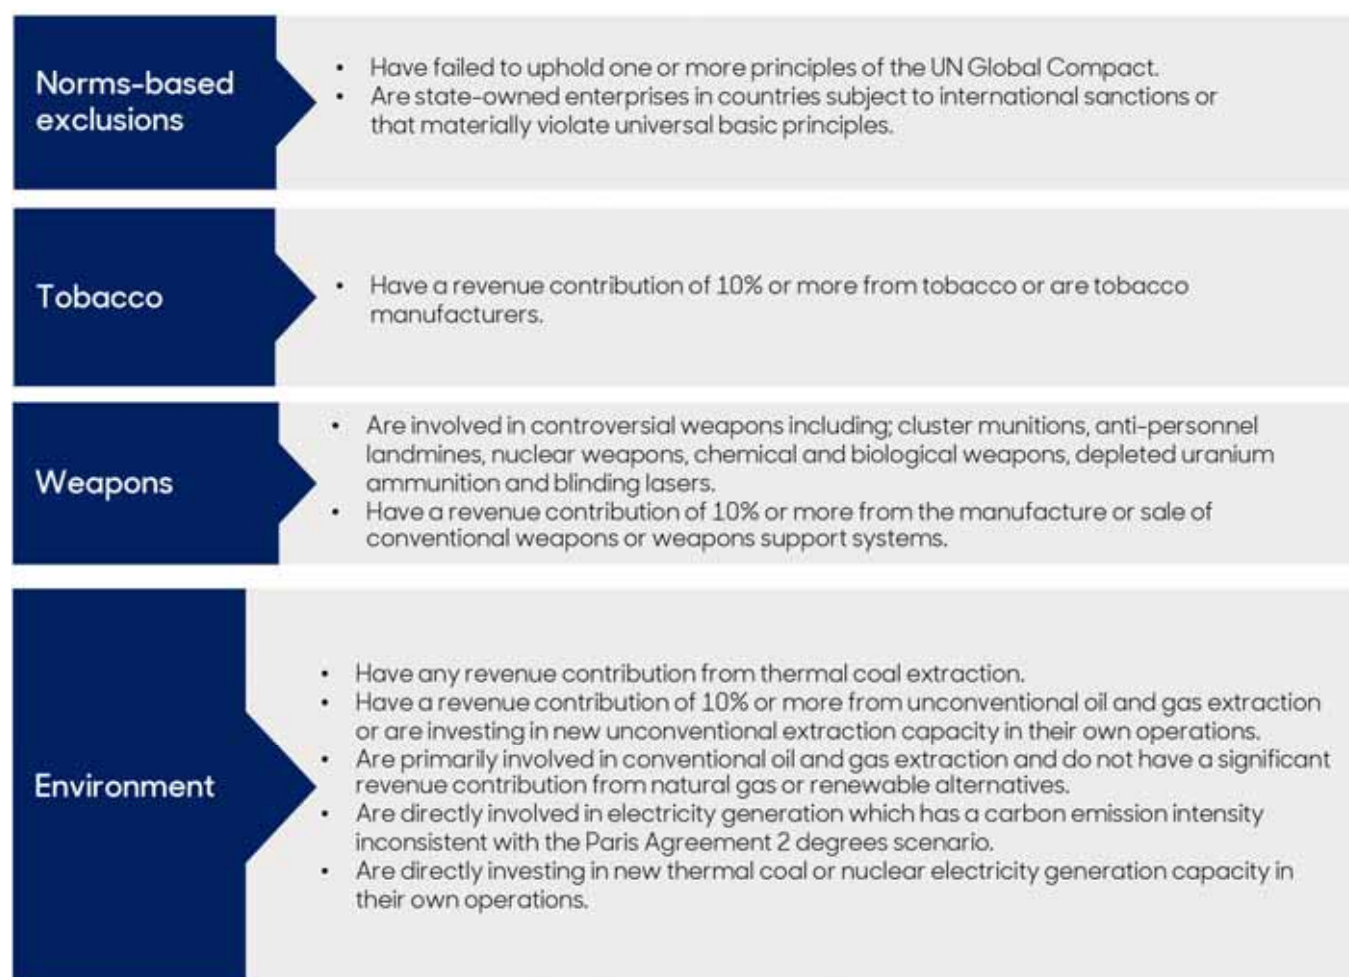 Norms-based
exclusions
• Have failed to uphold one or more principles of the UN Global Compact.
• Are state-owned enterprises in countries subject to international sanctions or
that materially violate universal basic principles.
Tobacco
• Have a revenue contribution of 10% or more from tobacco or are tobacco
manufacturers.
Weapons
• Are involved in controversial weapons including; cluster munitions, anti-personnel
landmines, nuclear weapons, chemical and biological weapons, depleted uranium
ammunition and blinding lasers.
• Have a revenue contribution of 10% or more from the manufacture or sale of
conventional weapons or weapons support systems.
Environment
• Have any revenue contribution from thermal coal extraction.
• Have a revenue contribution of 10% or more from unconventional oil and gas extraction
or are investing in new unconventional extraction capacity in their own operations.
• Are primarily involved in conventional oil and gas extraction and do not have a significant
revenue contribution from natural gas or renewable alternatives.
• Are directly involved in electricity generation which has a carbon emission intensity
inconsistent with the Paris Agreement 2 degrees scenario.
• Are directly investing in new thermal coal or nuclear electricity generation capacity in
their own operations.